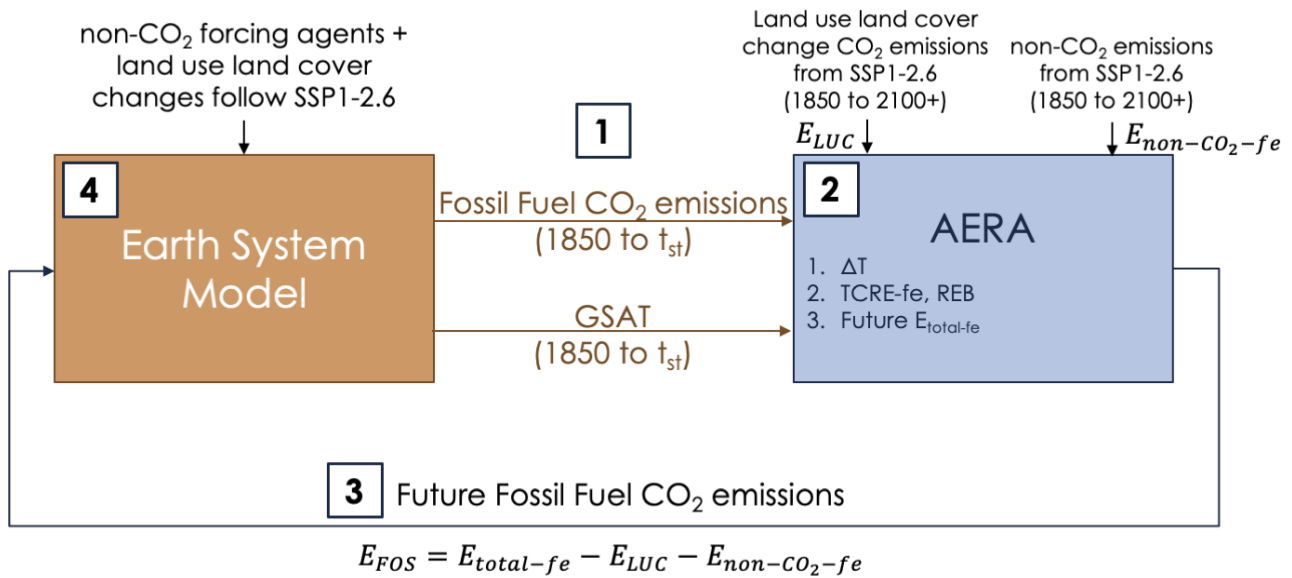 non-CO₂ forcing agents +
land use land cover
changes follow SSP1-2.6
Land use land cover
change CO₂ emissions
from SSP1-2.6
(1850 to 2100+)
non-CO₂ emissions
from SSP1-2.6
(1850 to 2100+)
E_LUC
E_non−CO₂−fe
1
4
Earth System
Model
Fossil Fuel CO₂ emissions
(1850 to t_st)
GSAT
(1850 to t_st)
2
AERA
1. ΔT
2. TCRE-fe, REB
3. Future E_total-fe
3
Future Fossil Fuel CO₂ emissions
E_FOS = E_total−fe − E_LUC − E_non−CO₂−fe